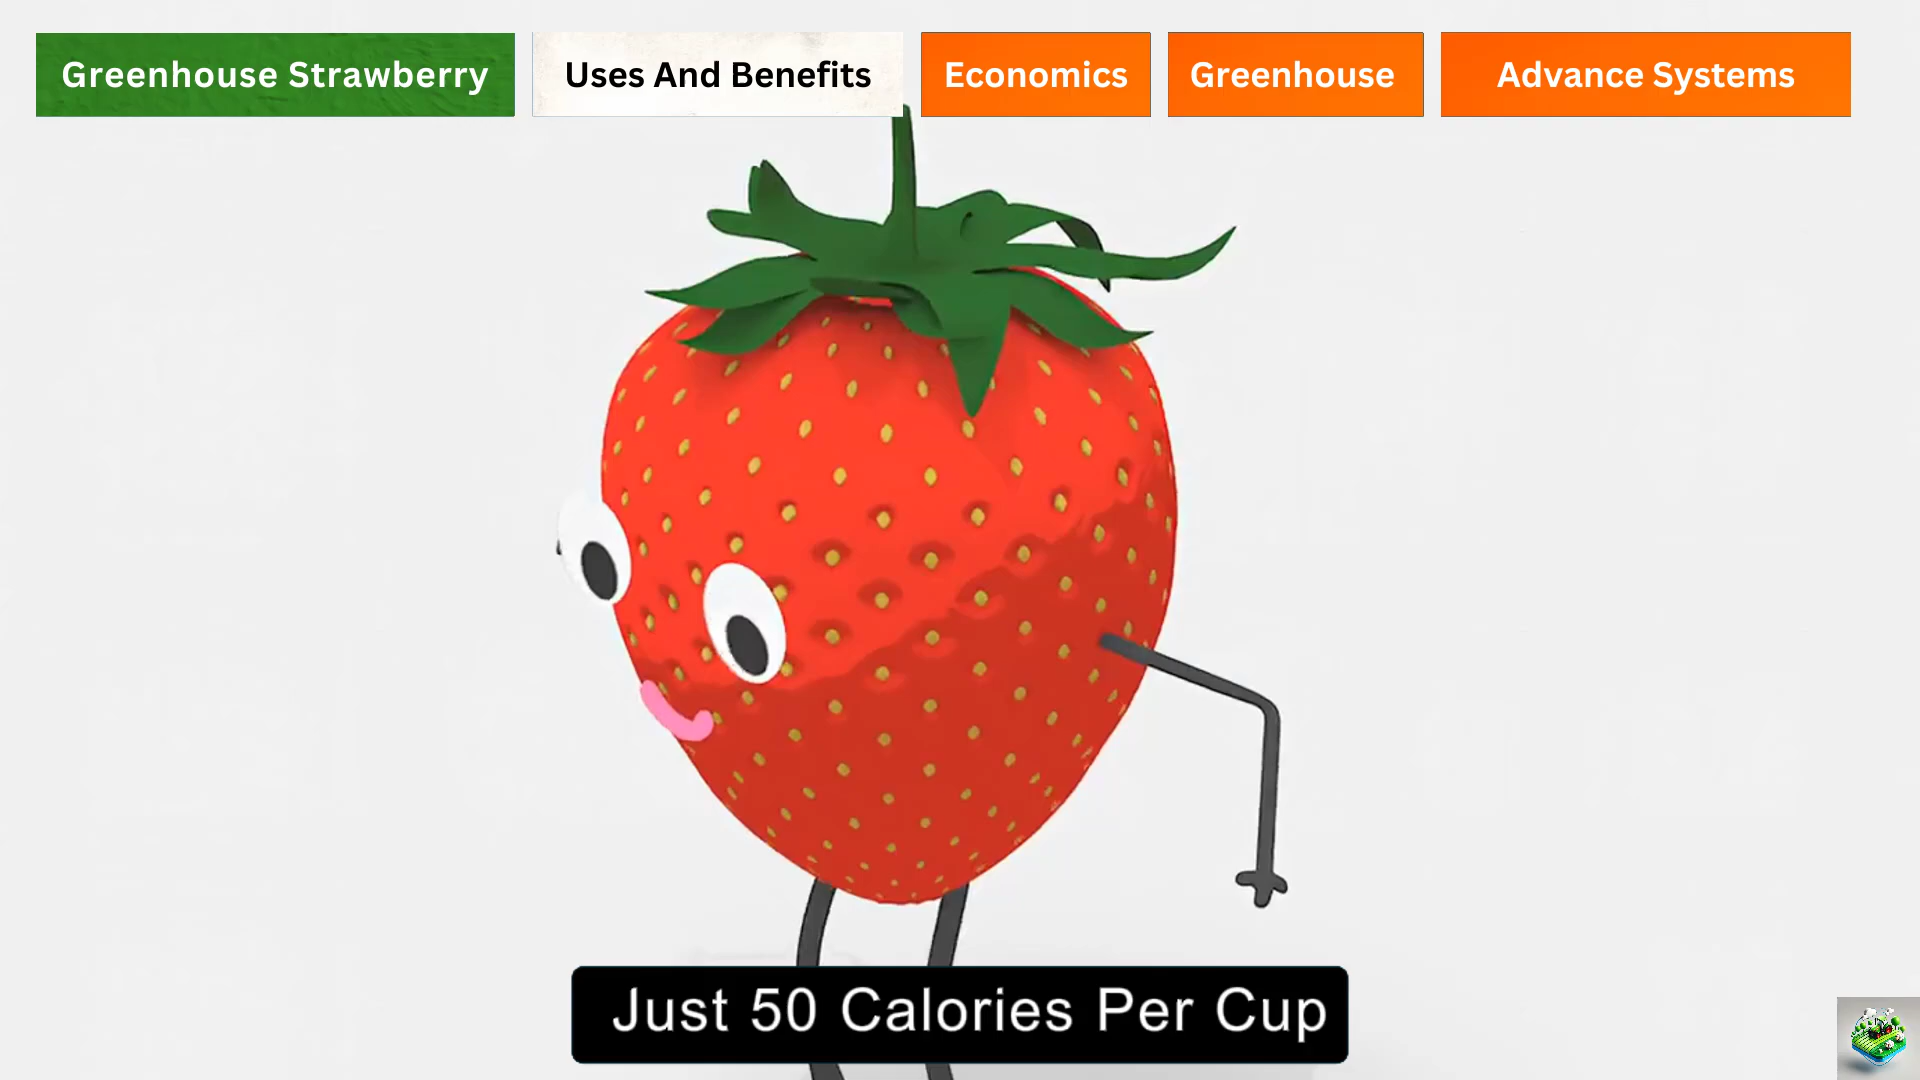 Greenhouse Strawberry
Uses And Benefits
Economics
Greenhouse
Advance Systems
Just 50 Calories Per Cup